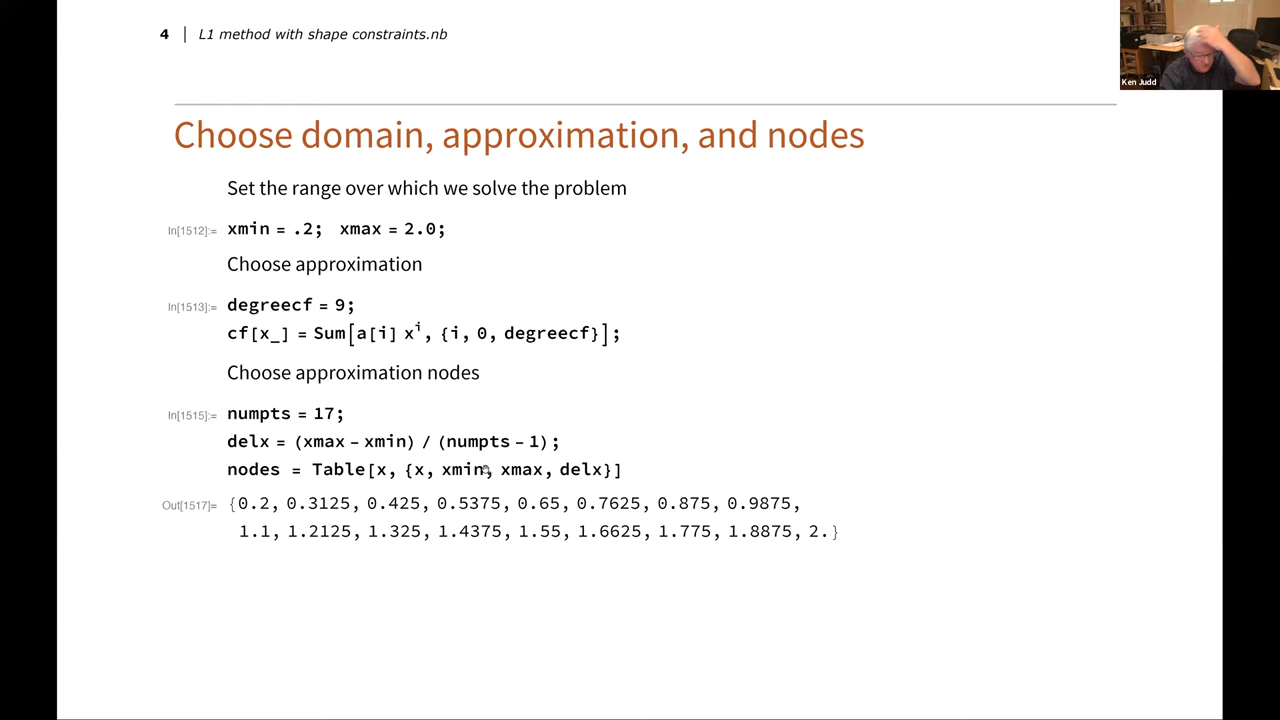 4 | L1 method with shape constraints.nb
Ken Judd
Choose domain, approximation, and nodes
Set the range over which we solve the problem
In[1512]:= xmin = .2; xmax = 2.0;
Choose approximation
In[1513]:= degreecf = 9;
cf[x_] = Sum[a[i] x^i, {i, 0, degreecf}];
Choose approximation nodes
In[1515]:= numpts = 17;
delx = (xmax - xmin) / (numpts - 1);
nodes = Table[x, {x, xmin, xmax, delx}]
Out[1517]= {0.2, 0.3125, 0.425, 0.5375, 0.65, 0.7625, 0.875, 0.9875,
1.1, 1.2125, 1.325, 1.4375, 1.55, 1.6625, 1.775, 1.8875, 2.}